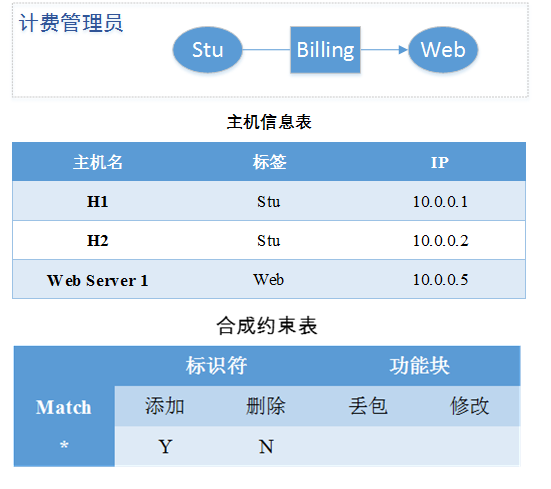 计费管理员
Stu Billing Web
主机信息表
主机名 标签 IP
H1 Stu 10.0.0.1
H2 Stu 10.0.0.2
Web Server 1 Web 10.0.0.5
合成约束表
标识符 功能块
Match 添加 删除 丢包 修改
* Y N